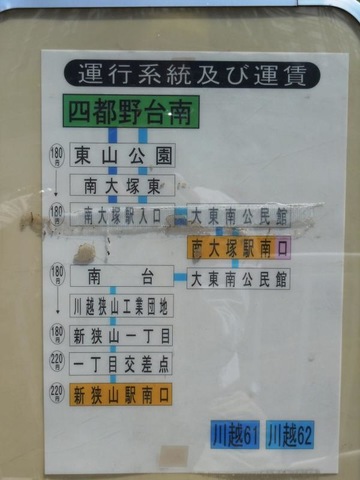 運行系統及び運賃
四都野台南
180円 東山公園
南大塚東
180円 南大塚駅入口 大東南公民館
南大塚駅南口
180円 南台 大東南公民館
川越狭山工業団地
180円 新狭山一丁目
220円 一丁目交差点
220円 新狭山駅南口
川越61 川越62